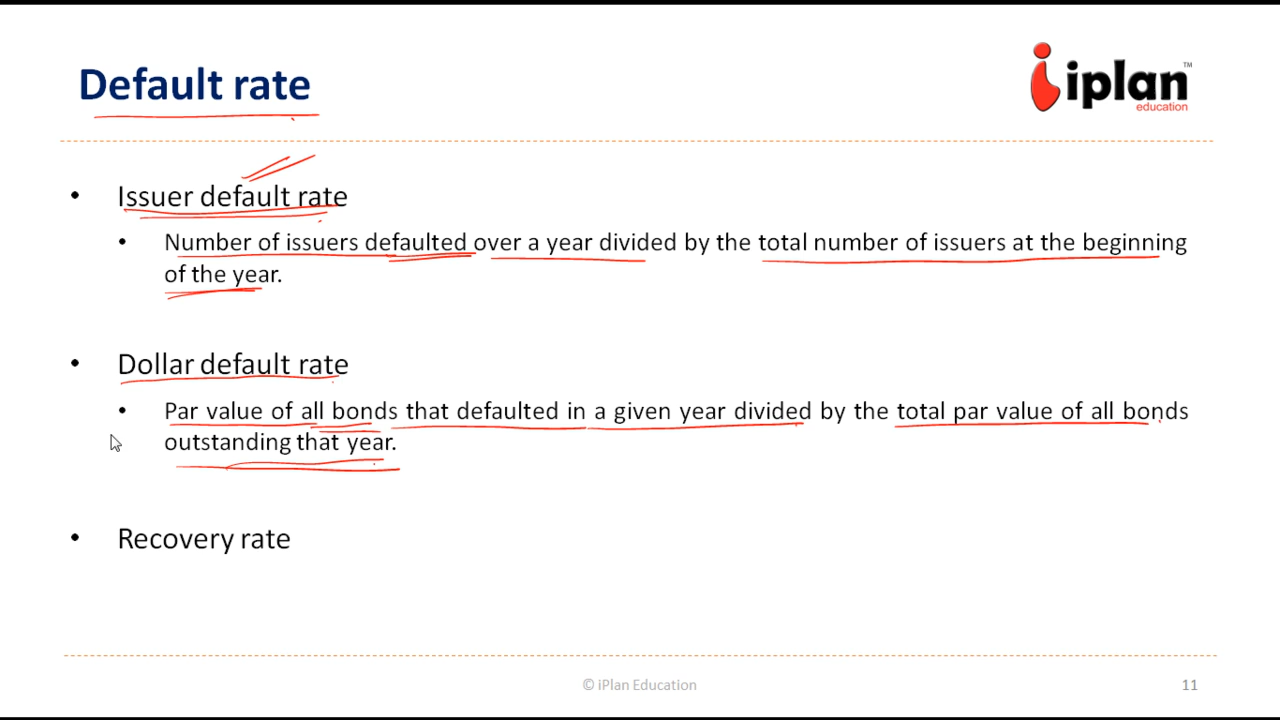 Default rate
iplan
TM
education
• Issuer default rate
• Number of issuers defaulted over a year divided by the total number of issuers at the beginning
of the year.
• Dollar default rate
• Par value of all bonds that defaulted in a given year divided by the total par value of all bonds
outstanding that year.
• Recovery rate
© iPlan Education
11